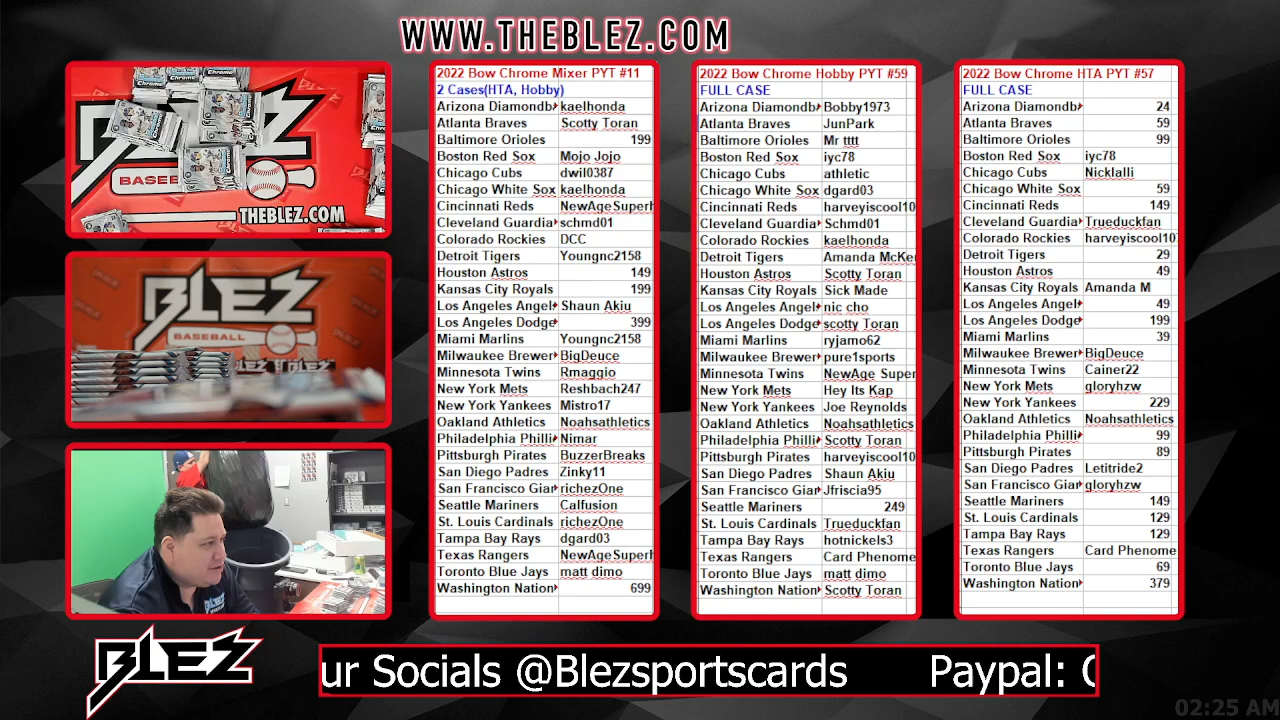 WWW.THEBLEZ.COM
BLEZ
THEBLEZ.COM
BLEZ
BASEBALL
2022 Bow Chrome Mixer PYT #11
2 Cases(HTA, Hobby)
Arizona Diamondb kaelhonda
Atlanta Braves Scotty Toran
Baltimore Orioles 199
Boston Red Sox Mojo Jojo
Chicago Cubs dwil0387
Chicago White Sox kaelhonda
Cincinnati Reds NewAgeSuperh
Cleveland Guardia schmd01
Colorado Rockies DCC
Detroit Tigers Youngnc2158
Houston Astros 149
Kansas City Royals 199
Los Angeles Angel Shaun Akiu
Los Angeles Dodge 399
Miami Marlins Youngnc2158
Milwaukee Brewer BigDeuce
Minnesota Twins Rmaggio
New York Mets Reshbach247
New York Yankees Mistro17
Oakland Athletics Noahsathletics
Philadelphia Philli Nimar
Pittsburgh Pirates BuzzerBreaks
San Diego Padres Zinky11
San Francisco Giar richezOne
Seattle Mariners Calfusion
St. Louis Cardinals richezOne
Tampa Bay Rays dgard03
Texas Rangers NewAgeSuperh
Toronto Blue Jays matt dimo
Washington Nation 699
2022 Bow Chrome Hobby PYT #59
FULL CASE
Arizona Diamondb Bobby1973
Atlanta Braves JunPark
Baltimore Orioles Mr tttt
Boston Red Sox iyc78
Chicago Cubs athletic
Chicago White Sox dgard03
Cincinnati Reds harveyiscool10
Cleveland Guardia Schmd01
Colorado Rockies kaelhonda
Detroit Tigers Amanda McKe
Houston Astros Scotty Toran
Kansas City Royals Sick Made
Los Angeles Angel nic cho
Los Angeles Dodge scotty Toran
Miami Marlins ryjamo62
Milwaukee Brewer pure1sports
Minnesota Twins NewAge Super
New York Mets Hey Its Kap
New York Yankees Joe Reynolds
Oakland Athletics Noahsathletics
Philadelphia Philli Scotty Toran
Pittsburgh Pirates harveyiscool10
San Diego Padres Shaun Akiu
San Francisco Giar Jfriscia95
Seattle Mariners 249
St. Louis Cardinals Trueduckfan
Tampa Bay Rays hotnickels3
Texas Rangers Card Phenome
Toronto Blue Jays matt dimo
Washington Nation Scotty Toran
2022 Bow Chrome HTA PYT #57
FULL CASE
Arizona Diamondb 24
Atlanta Braves 59
Baltimore Orioles 99
Boston Red Sox iyc78
Chicago Cubs Nicklalli
Chicago White Sox 59
Cincinnati Reds 149
Cleveland Guardia Trueduckfan
Colorado Rockies harveyiscool10
Detroit Tigers 29
Houston Astros 49
Kansas City Royals Amanda M
Los Angeles Angel 49
Los Angeles Dodge 199
Miami Marlins 39
Milwaukee Brewer BigDeuce
Minnesota Twins Cainer22
New York Mets gloryhzw
New York Yankees 229
Oakland Athletics Noahsathletics
Philadelphia Philli 99
Pittsburgh Pirates 89
San Diego Padres Letitride2
San Francisco Giar gloryhzw
Seattle Mariners 149
St. Louis Cardinals 129
Tampa Bay Rays 129
Texas Rangers Card Phenome
Toronto Blue Jays 69
Washington Nation 379
BLEZ
ur Socials @Blezsportscards Paypal:
02:25 AM